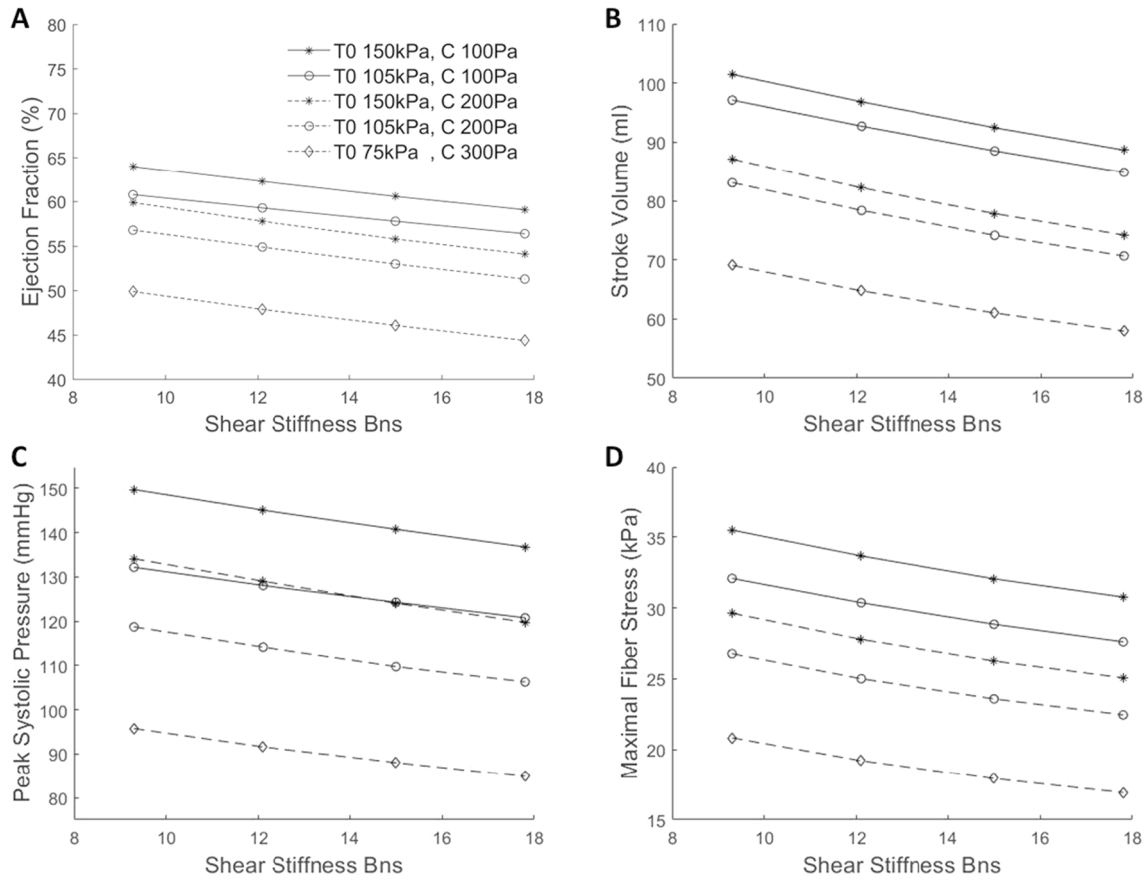 A
Ejection Fraction (%)
80
75
70
65
60
55
50
45
40
T0 150kPa, C 100Pa
T0 105kPa, C 100Pa
T0 150kPa, C 200Pa
T0 105kPa, C 200Pa
T0 75kPa , C 300Pa
8 10 12 14 16 18
Shear Stiffness Bns
B
Stroke Volume (ml)
110
100
90
80
70
60
50
8 10 12 14 16 18
Shear Stiffness Bns
C
Peak Systolic Pressure (mmHg)
150
140
130
120
110
100
90
80
8 10 12 14 16 18
Shear Stiffness Bns
D
Maximal Fiber Stress (kPa)
40
35
30
25
20
15
8 10 12 14 16 18
Shear Stiffness Bns